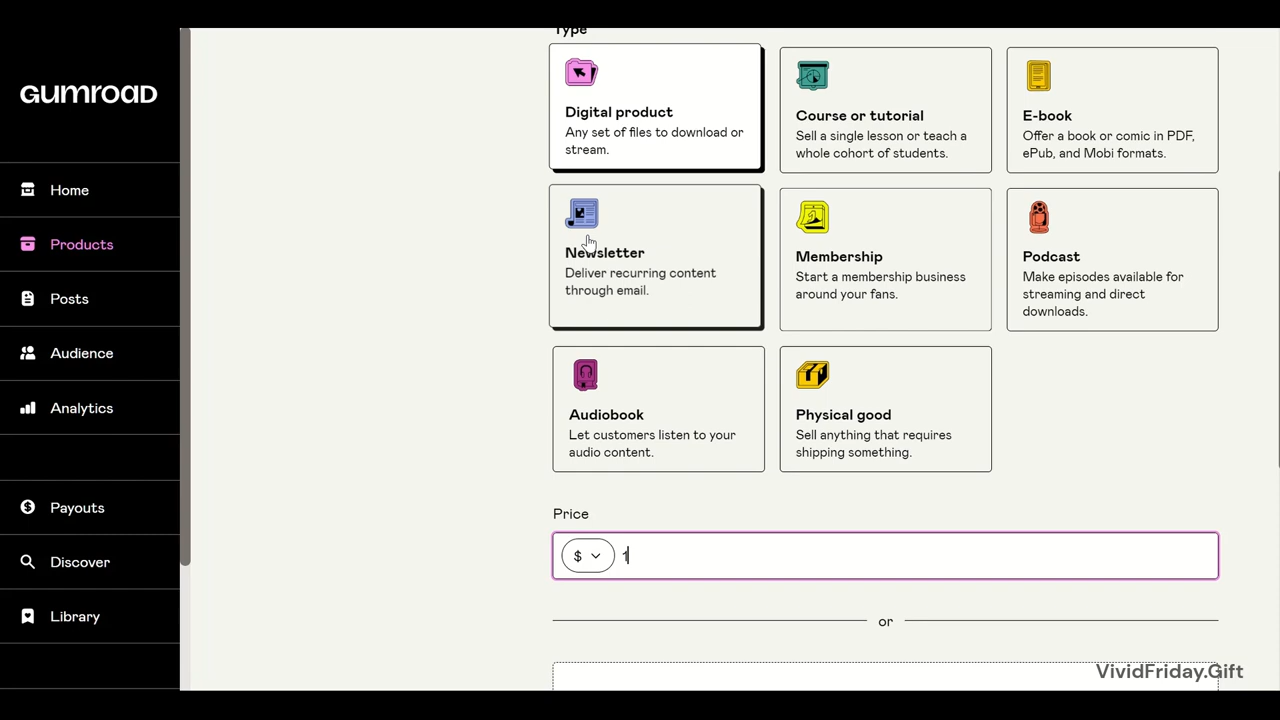 GUMROAD
Home
Products
Posts
Audience
Analytics
Payouts
Discover
Library
Type
Digital product
Any set of files to download or
stream.
Course or tutorial
Sell a single lesson or teach a
whole cohort of students.
E-book
Offer a book or comic in PDF,
ePub, and Mobi formats.
Newsletter
Deliver recurring content
through email.
Membership
Start a membership business
around your fans.
Podcast
Make episodes available for
streaming and direct
downloads.
Audiobook
Let customers listen to your
audio content.
Physical good
Sell anything that requires
shipping something.
Price
$ 1
or
VividFriday.Gift